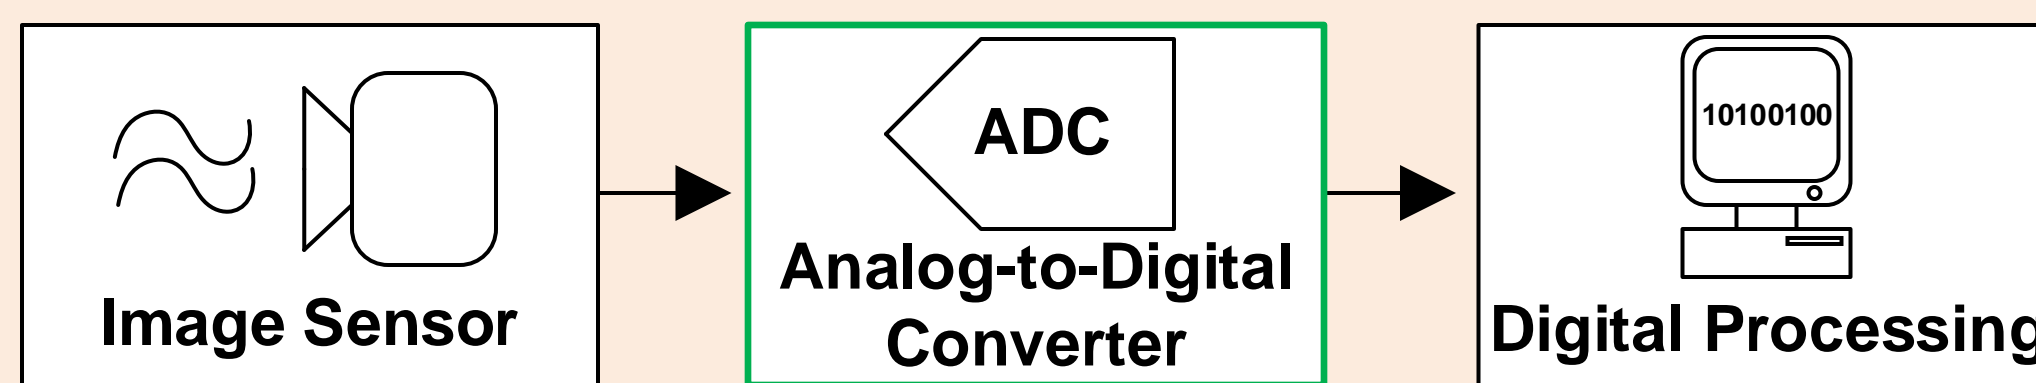 ADC
10100100
Image Sensor
Analog-to-Digital
Converter
Digital Processing